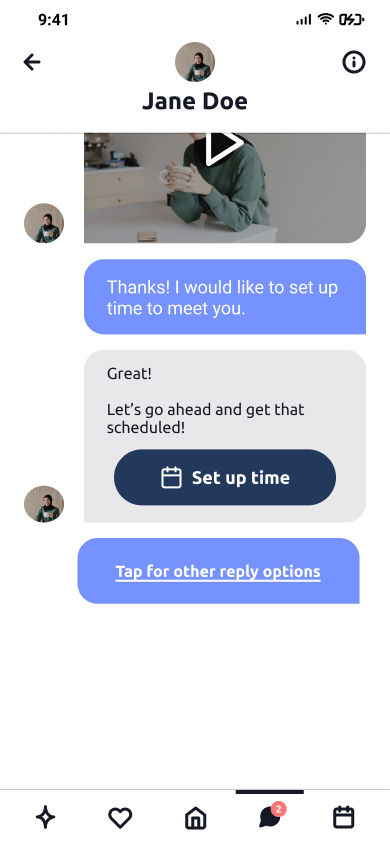 9:41
Jane Doe
Thanks! I would like to set up
time to meet you.
Great!
Let's go ahead and get that
scheduled!
Set up time
Tap for other reply options
2